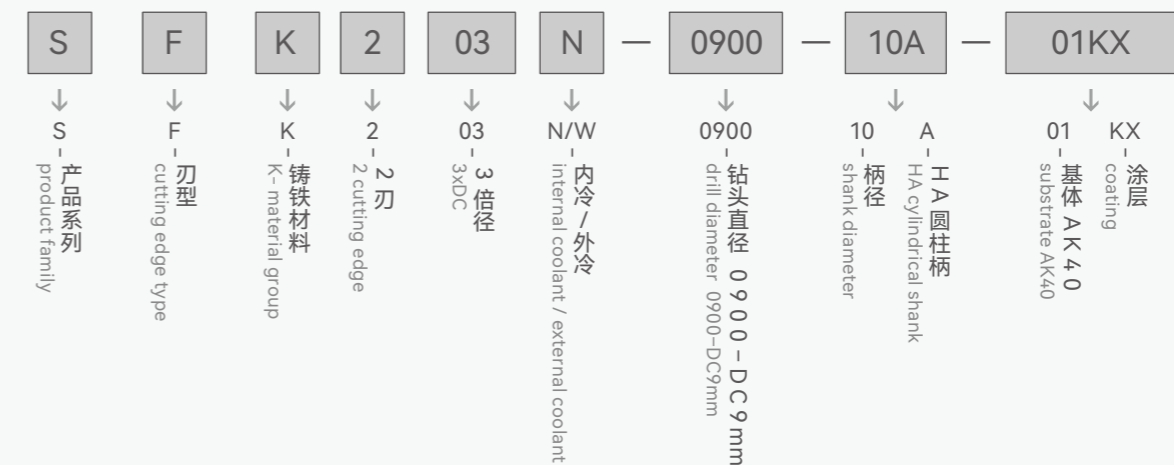 S F K 2 03 N — 0900 — 10A — 01KX
S F K 2 03 N/W 0900 10 A 01 KX
产品系列
product family
刃型
cutting edge type
铸铁材料
K- material group
2 刃
2 cutting edge
3 倍径
3xDC
内冷 / 外冷
internal coolant / external coolant
钻头直径 0900-DC9mm
drill diameter 0900-DC9mm
柄径
shank diameter
HA 圆柱柄
HA cylindrical shank
基体 AK40
substrate AK40
涂层
coating